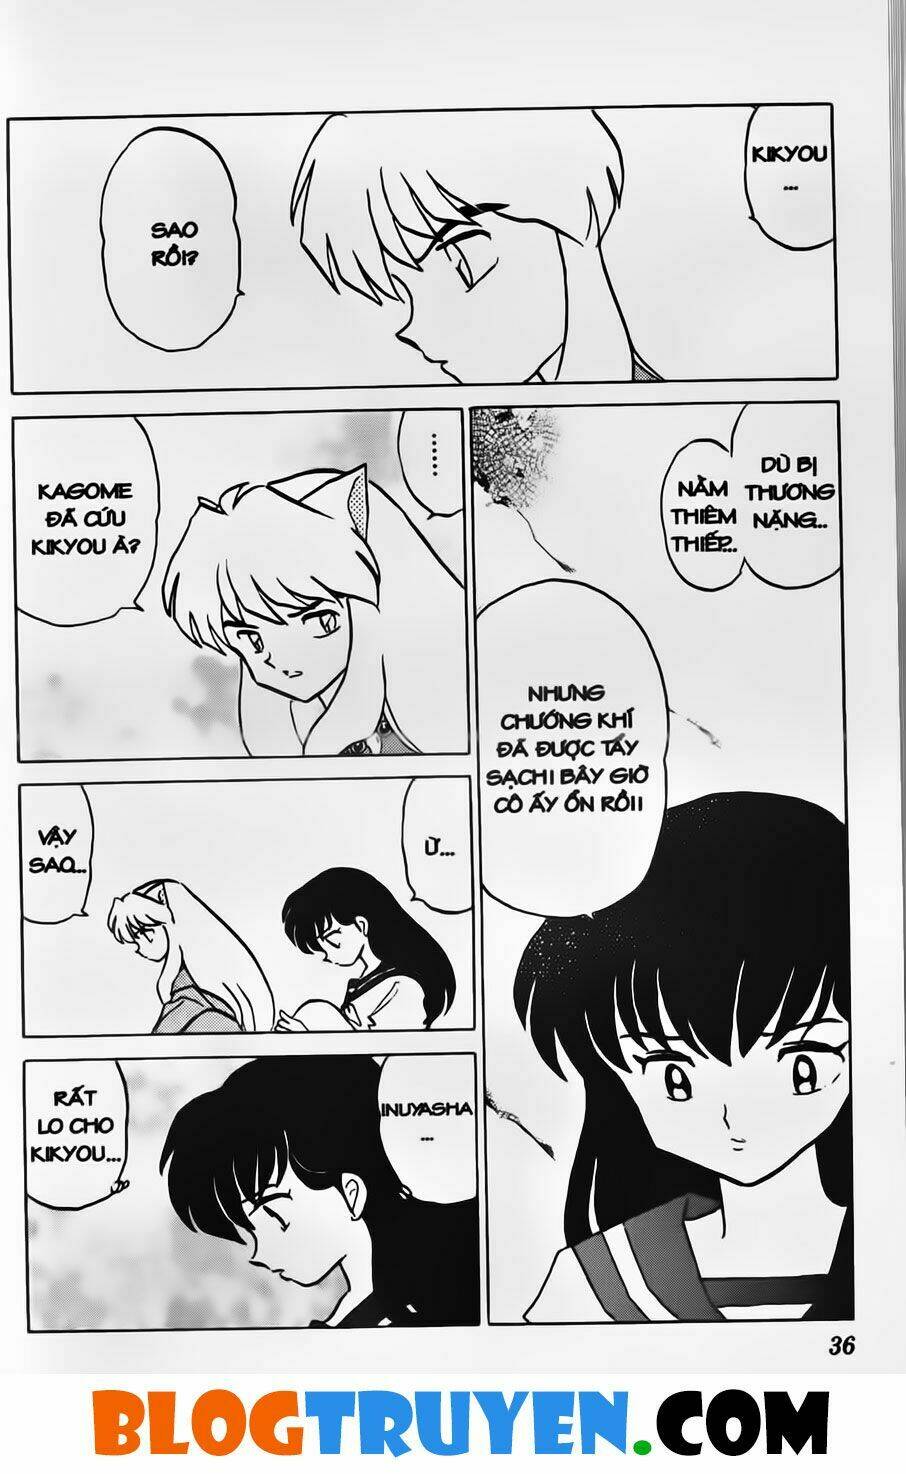 KIKYOU
...
SAO
RỒI?
DÙ BỊ
THƯƠNG
NẶNG...
NẰM
THIÊM
THIẾP...
NHƯNG
CHƯỚNG KHÍ
ĐÃ ĐƯỢC TẨY
SẠCH! BÂY GIỜ
CÔ ẤY ỔN RỒI!
......
KAGOME
ĐÃ CỨU
KIKYOU À?
Ừ...
VẬY
SAO...
INUYASHA
...
RẤT
LO CHO
KIKYOU...
36
BLOGTRUYEN.COM